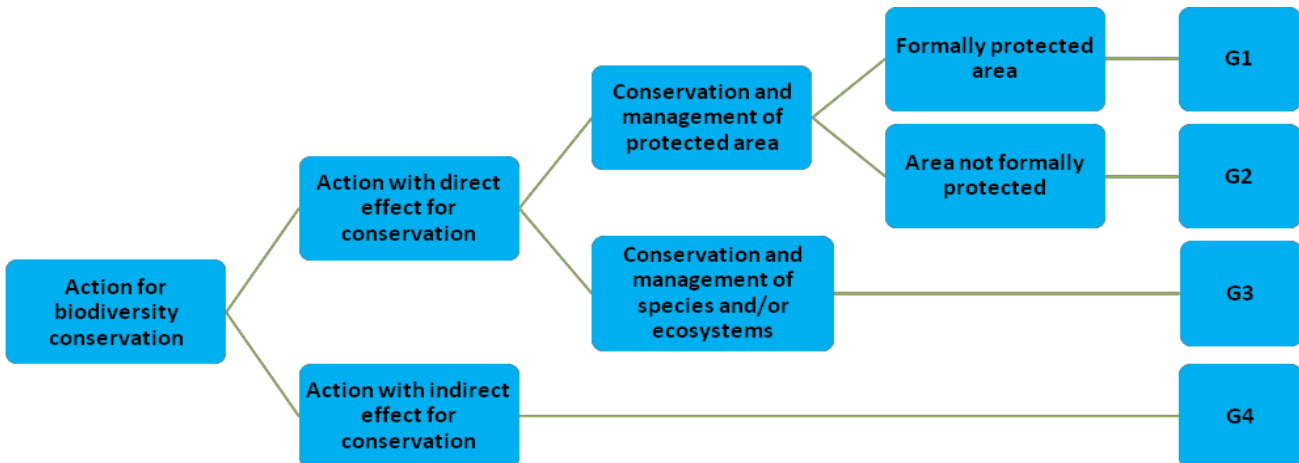 Action for
biodiversity
conservation
Action with direct
effect for
conservation
Conservation and
management of
protected area
Formally protected
area
G1
Area not formally
protected
G2
Conservation and
management of
species and/or
ecosystems
G3
Action with indirect
effect for
conservation
G4